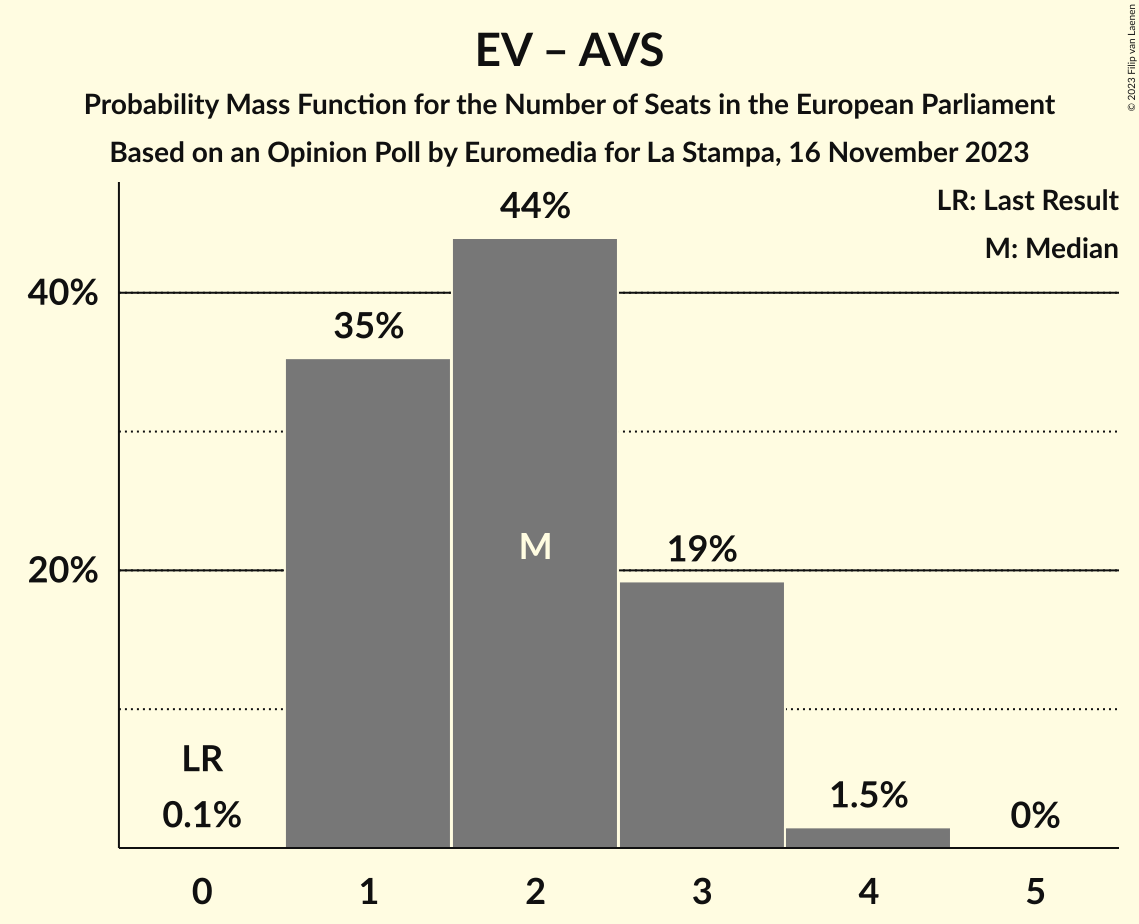 EV – AVS
Probability Mass Function for the Number of Seats in the European Parliament
Based on an Opinion Poll by Euromedia for La Stampa, 16 November 2023
© 2023 Filip van Laenen
LR: Last Result
M: Median
44%
40%
35%
M
19%
20%
LR
0.1%
1.5%
0%
0 1 2 3 4 5